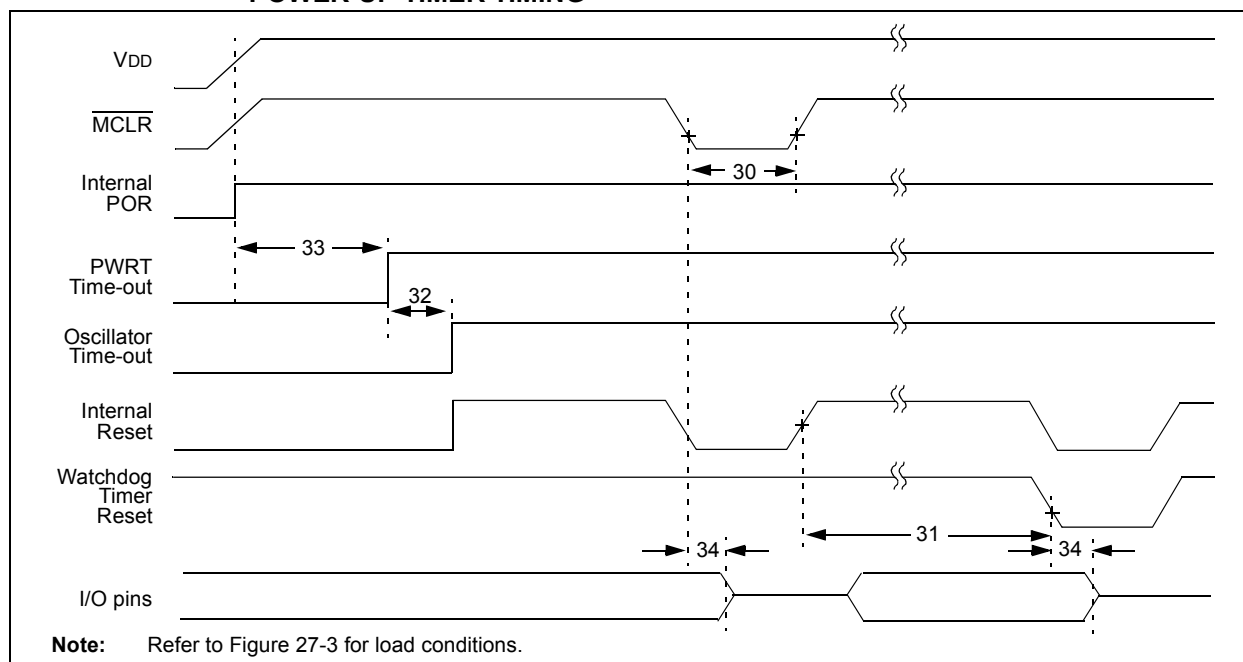 POWER-UP TIMER TIMING
VDD
MCLR
30
Internal
POR
33
PWRT
Time-out
32
Oscillator
Time-out
Internal
Reset
Watchdog
Timer
Reset
31
34
34
I/O pins
Note: Refer to Figure 27-3 for load conditions.